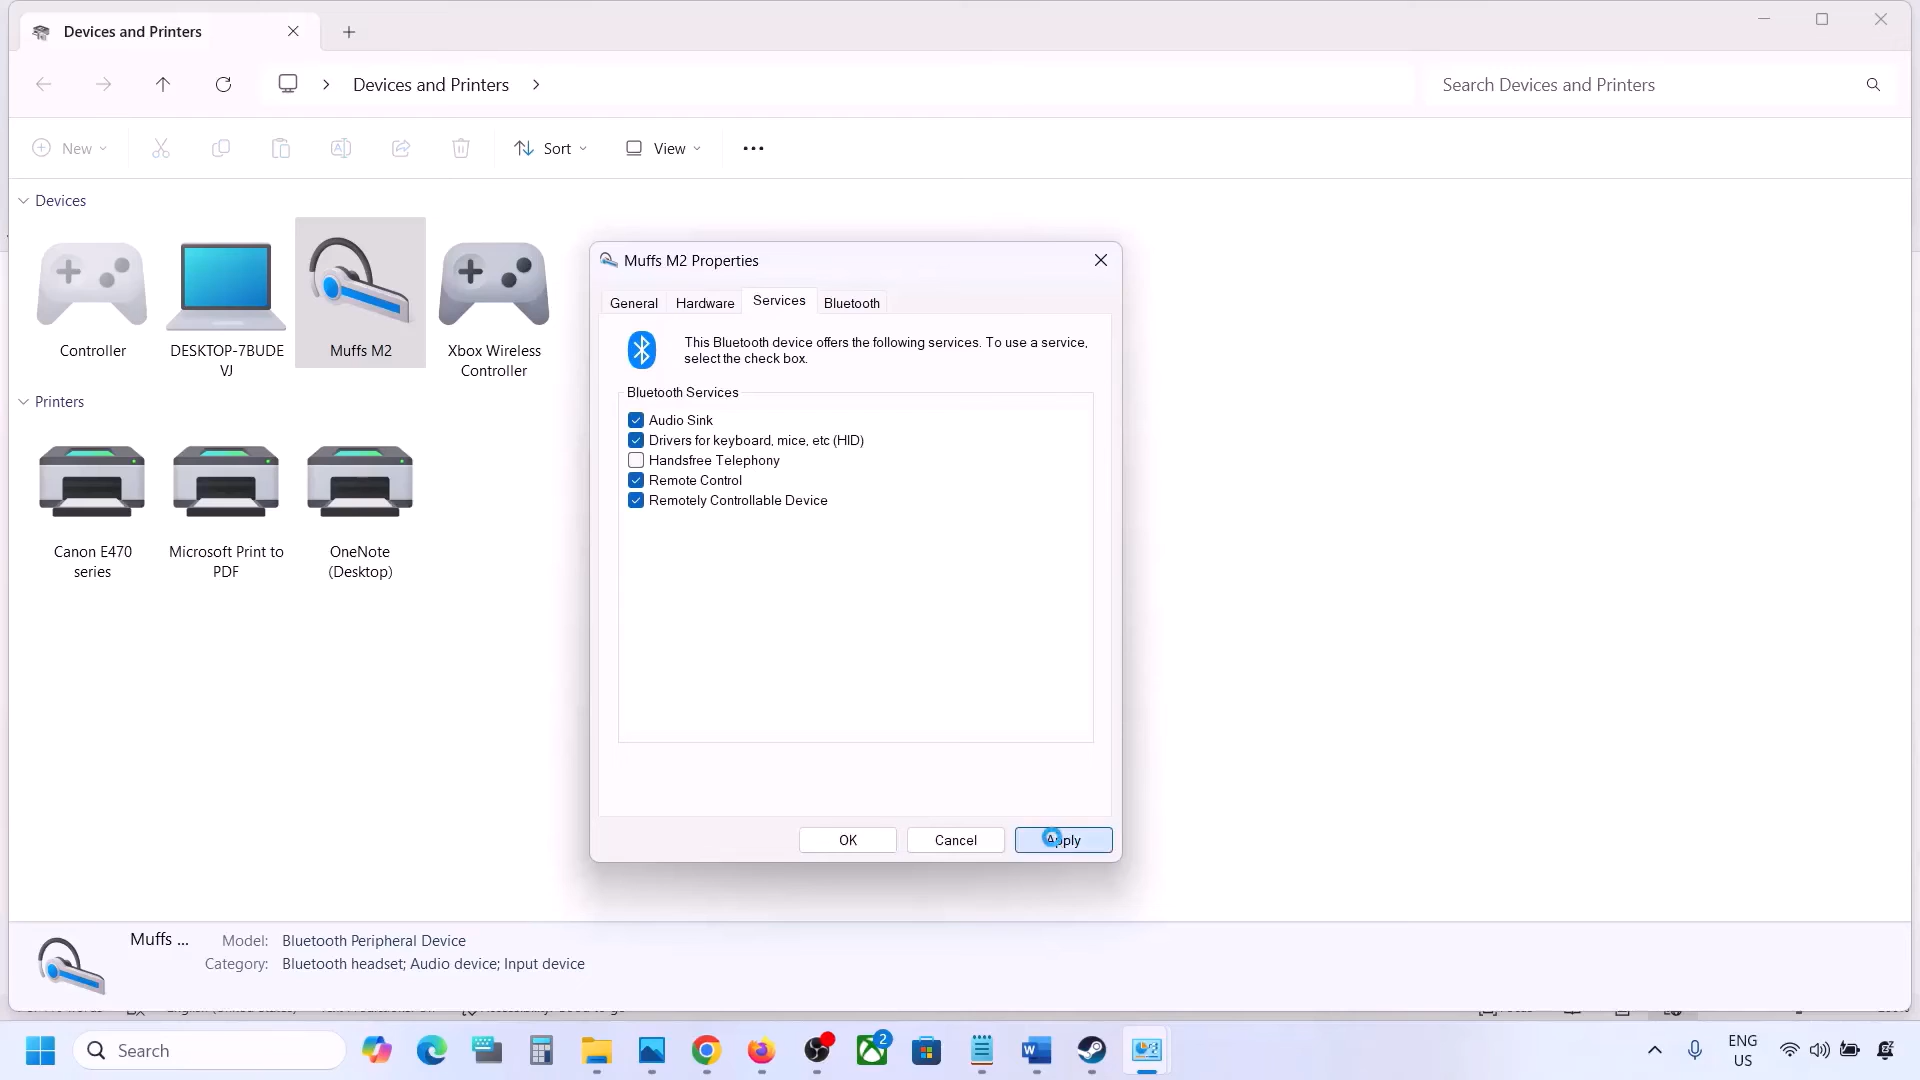 Devices and Printers
Devices and Printers
Search Devices and Printers
New
Sort
View
Devices
Controller
DESKTOP-7BUDE
VJ
Muffs M2
Xbox Wireless
Controller
Printers
Canon E470
series
Microsoft Print to
PDF
OneNote
(Desktop)
Muffs M2 Properties
General
Hardware
Services
Bluetooth
This Bluetooth device offers the following services. To use a service,
select the check box.
Bluetooth Services
Audio Sink
Drivers for keyboard, mice, etc (HID)
Handsfree Telephony
Remote Control
Remotely Controllable Device
OK
Cancel
Apply
Muffs ...
Model: Bluetooth Peripheral Device
Category: Bluetooth headset; Audio device; Input device
Search
2
ENG
US